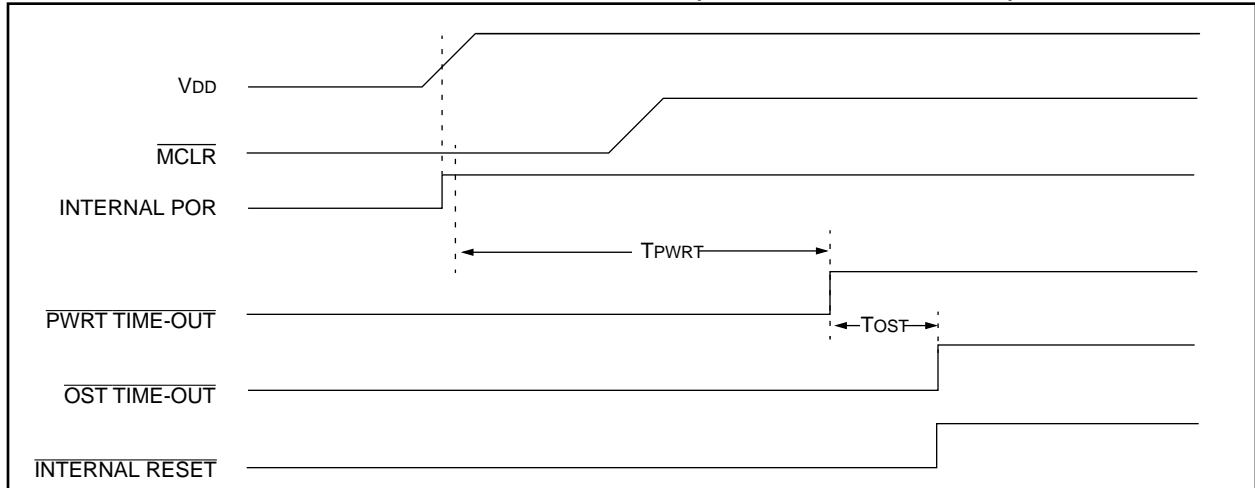 VDD
MCLR
INTERNAL POR
TPWRT
PWRT TIME-OUT
TOST
OST TIME-OUT
INTERNAL RESET